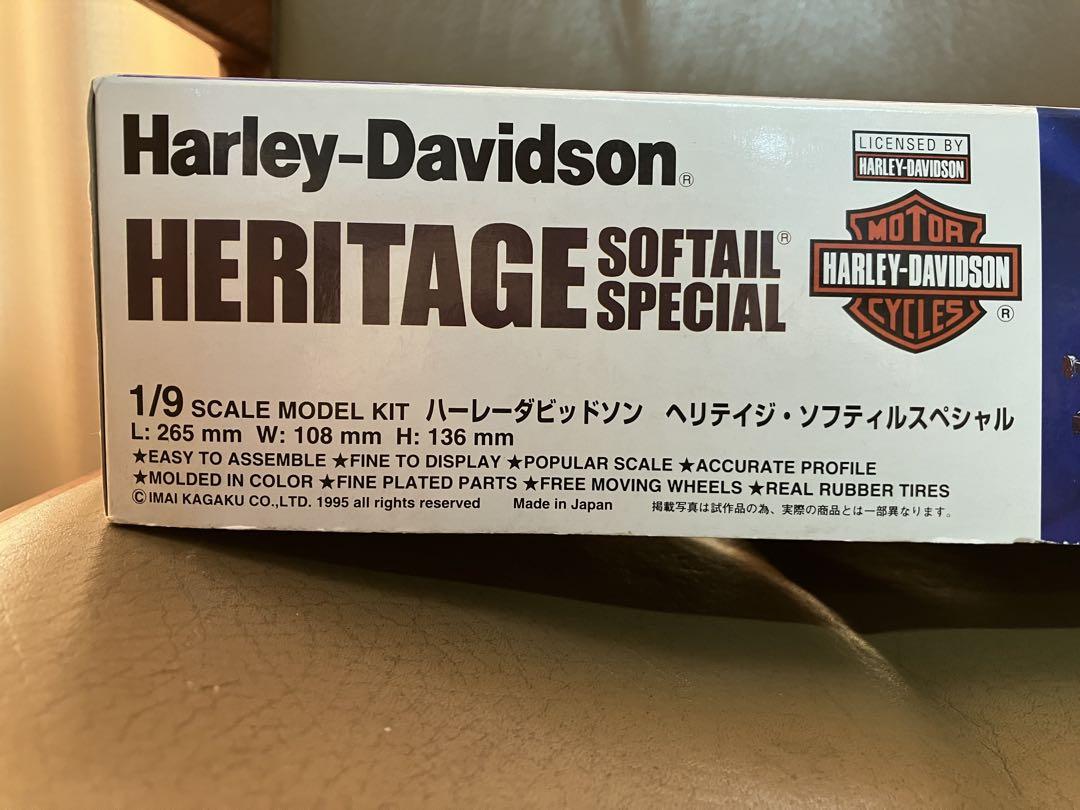 Harley-Davidson®
HERITAGE SOFTAIL® SPECIAL
LICENSED BY
HARLEY-DAVIDSON
MOTOR
HARLEY-DAVIDSON
CYCLES ®
1/9 SCALE MODEL KIT ハーレーダビッドソン ヘリテイジ・ソフティルスペシャル
L: 265 mm W: 108 mm H: 136 mm
★EASY TO ASSEMBLE ★FINE TO DISPLAY ★POPULAR SCALE ★ACCURATE PROFILE
★MOLDED IN COLOR ★FINE PLATED PARTS ★FREE MOVING WHEELS ★REAL RUBBER TIRES
©IMAI KAGAKU CO.,LTD. 1995 all rights reserved Made in Japan 掲載写真は試作品の為、実際の商品とは一部異なります。